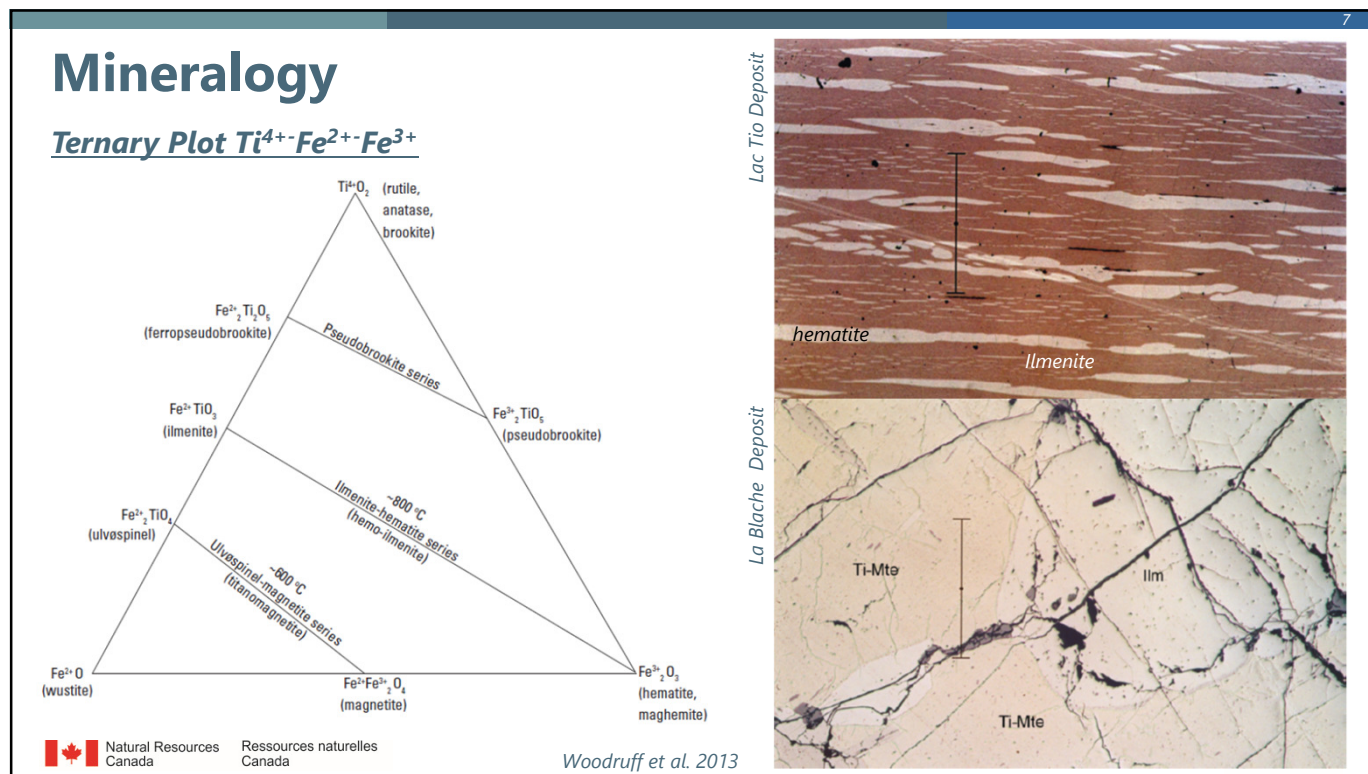 7
Mineralogy
Ternary Plot Ti⁴⁺-Fe²⁺-Fe³⁺
Ti⁴⁺O₂
(rutile,
anatase,
brookite)
Fe²⁺₂Ti₂O₅
(ferropseudobrookite)
Pseudobrookite series
Fe²⁺TiO₃
(ilmenite)
Fe³⁺₂TiO₅
(pseudobrookite)
~800 °C
Ilmenite-hematite series
(hemo-ilmenite)
Fe²⁺₂TiO₄
(ulvøspinel)
~600 °C
Ulvøspinel-magnetite series
(titanomagnetite)
Fe²⁺O
(wustite)
Fe²⁺Fe³⁺₂O₄
(magnetite)
Fe³⁺₂O₃
(hematite,
maghemite)
Natural Resources
Canada
Ressources naturelles
Canada
Woodruff et al. 2013
Lac Tio Deposit
hematite
Ilmenite
La Blache Deposit
Ti-Mte
Ilm
Ti-Mte